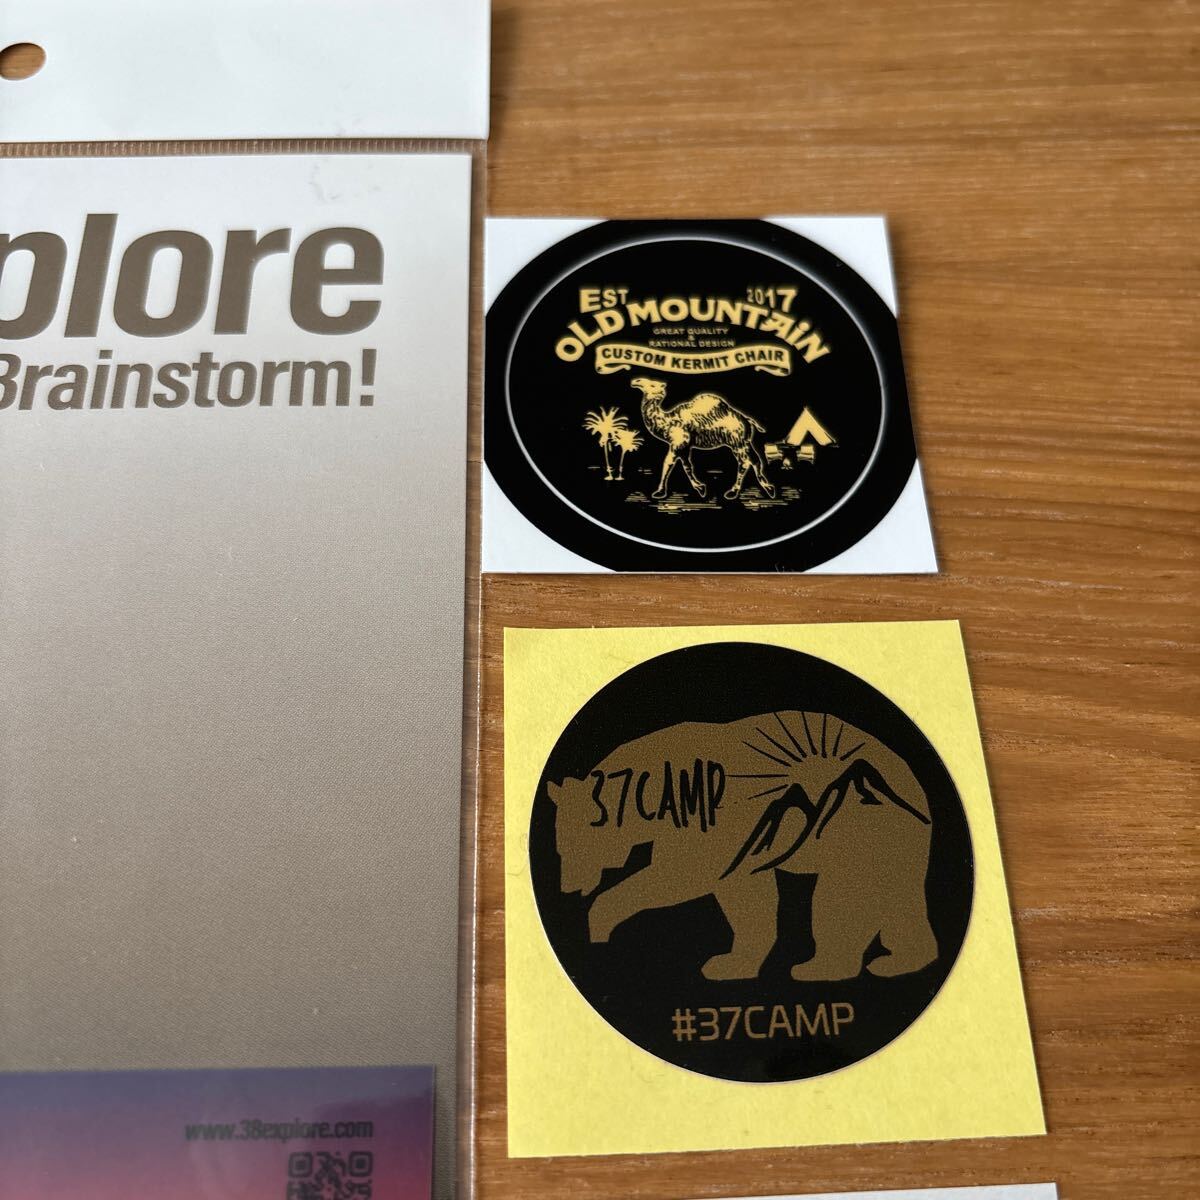 plore
Brainstorm!
www.38explore.com
EST 2017
OLD MOUNTAiN
GREAT QUALITY
&
RATIONAL DESIGN
CUSTOM KERMIT CHAIR
37CAMP
#37CAMP